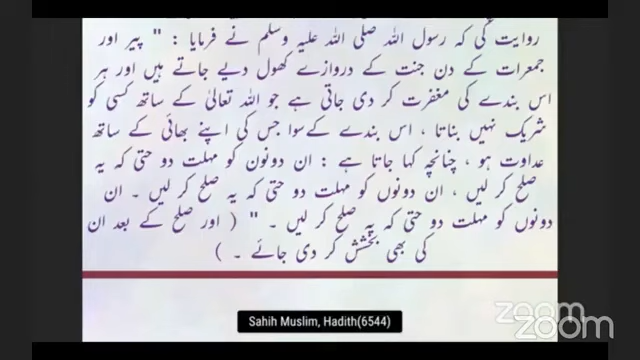 روایت کی کہ رسول اللہ صلی اللہ علیہ وسلم نے فرمایا : " پیر اور
جمعرات کے دن جنت کے دروازے کھول دیے جاتے ہیں اور ہر
اس بندے کی مغفرت کر دی جاتی ہے جو اللہ تعالیٰ کے ساتھ کسی کو
شریک نہیں بناتا ، اس بندے کے سوا جس کی اپنے بھائی کے ساتھ
عداوت ہو ، چنانچہ کہا جاتا ہے : ان دونون کو مہلت دو حتی کہ یہ
صلح کر لیں ، ان دونوں کو مہلت دو حتی کہ یہ صلح کر لیں ۔ ان
دونوں کو مہلت دو حتی کہ یہ صلح کر لیں ۔ " ( اور صلح کے بعد ان
کی بھی بخشش کر دی جائے ۔ )
Sahih Muslim, Hadith(6544)
zoom
zoom